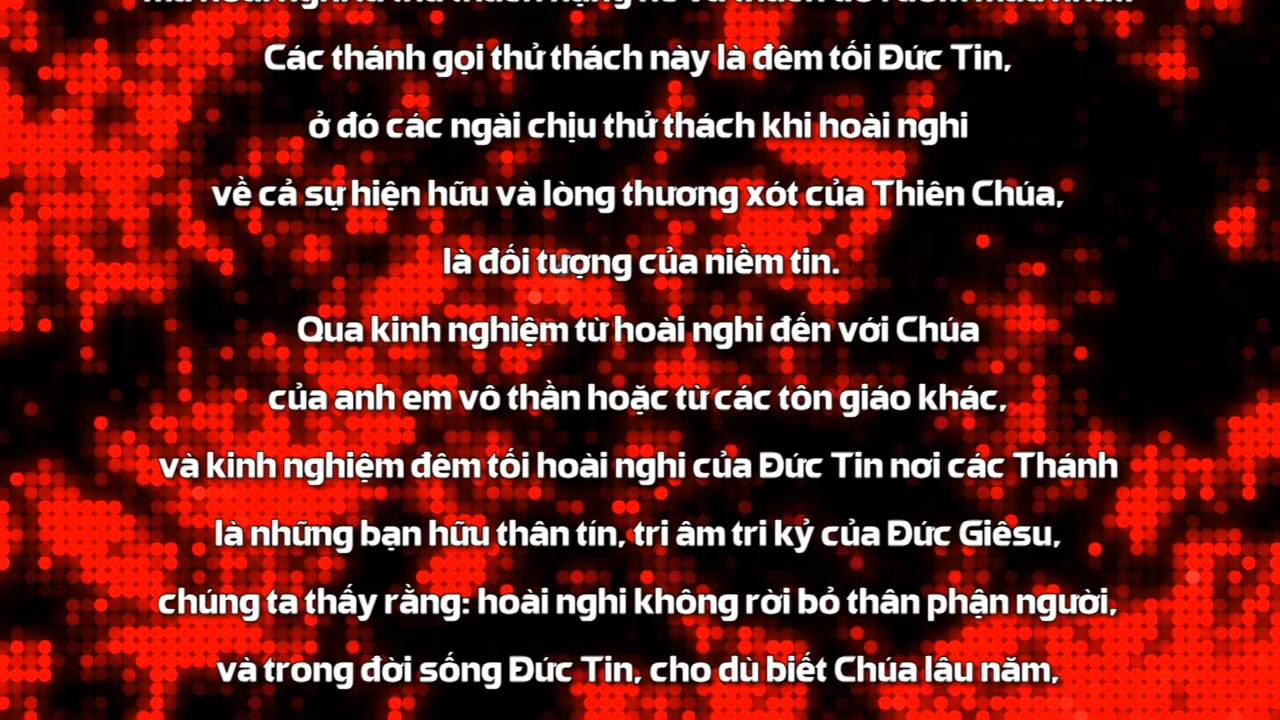 Các thánh gọi thử thách này là đêm tối Đức Tin,
ở đó các ngài chịu thử thách khi hoài nghi
về cả sự hiện hữu và lòng thương xót của Thiên Chúa,
là đối tượng của niềm tin.
Qua kinh nghiệm từ hoài nghi đến với Chúa
của anh em vô thần hoặc từ các tôn giáo khác,
và kinh nghiệm đêm tối hoài nghi của Đức Tin nơi các Thánh
là những bạn hữu thân tín, tri âm tri kỷ của Đức Giêsu,
chúng ta thấy rằng: hoài nghi không rời bỏ thân phận người,
và trong đời sống Đức Tin, cho dù biết Chúa lâu năm,